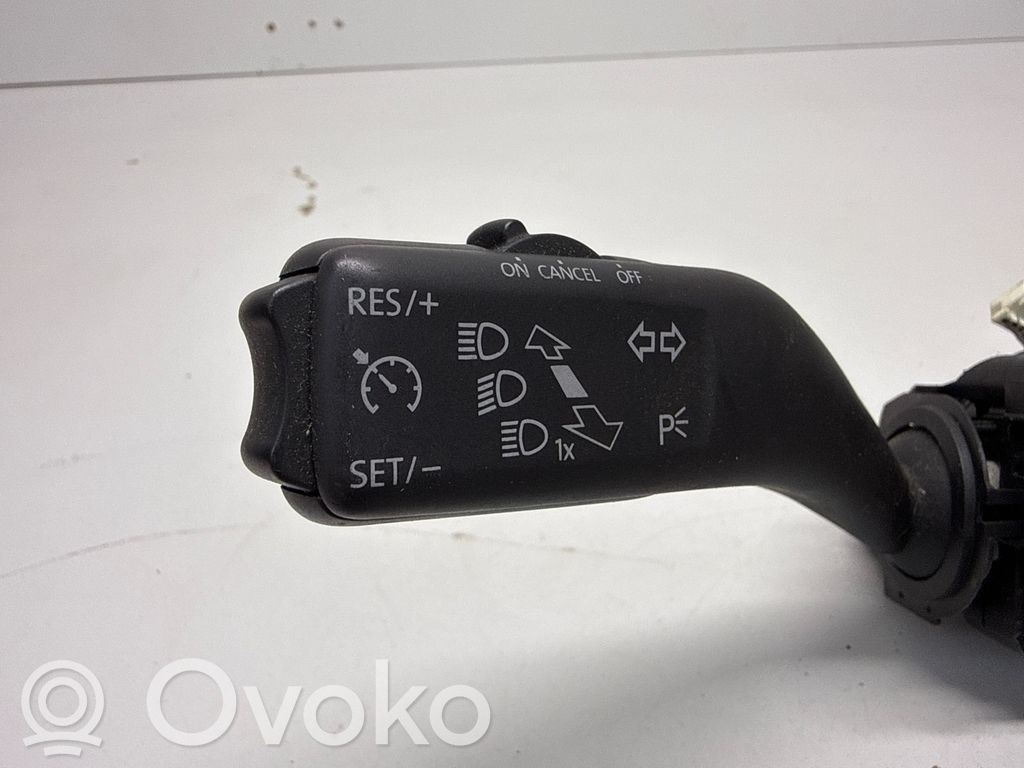 ON CANCEL OFF
RES/+
1x
P
SET/-
Ovoko